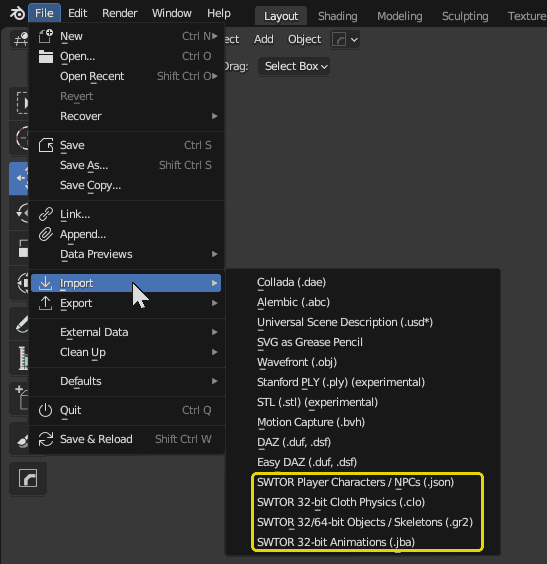 File Edit Render Window Help Layout Shading Modeling Sculpting Texture
New Ctrl N
ect Add Object
Open... Ctrl O
Drag: Select Box
Open Recent Shift Ctrl O
Revert
Recover
Save Ctrl S
Save As... Shift Ctrl S
Save Copy...
Link...
Append...
Data Previews
Import
Export
External Data
Clean Up
Defaults
Quit Ctrl Q
Save & Reload Shift Ctrl W
Collada (.dae)
Alembic (.abc)
Universal Scene Description (.usd*)
SVG as Grease Pencil
Wavefront (.obj)
Stanford PLY (.ply) (experimental)
STL (.stl) (experimental)
Motion Capture (.bvh)
DAZ (.duf, .dsf)
Easy DAZ (.duf, .dsf)
SWTOR Player Characters / NPCs (.json)
SWTOR 32-bit Cloth Physics (.clo)
SWTOR 32/64-bit Objects / Skeletons (.gr2)
SWTOR 32-bit Animations (.jba)